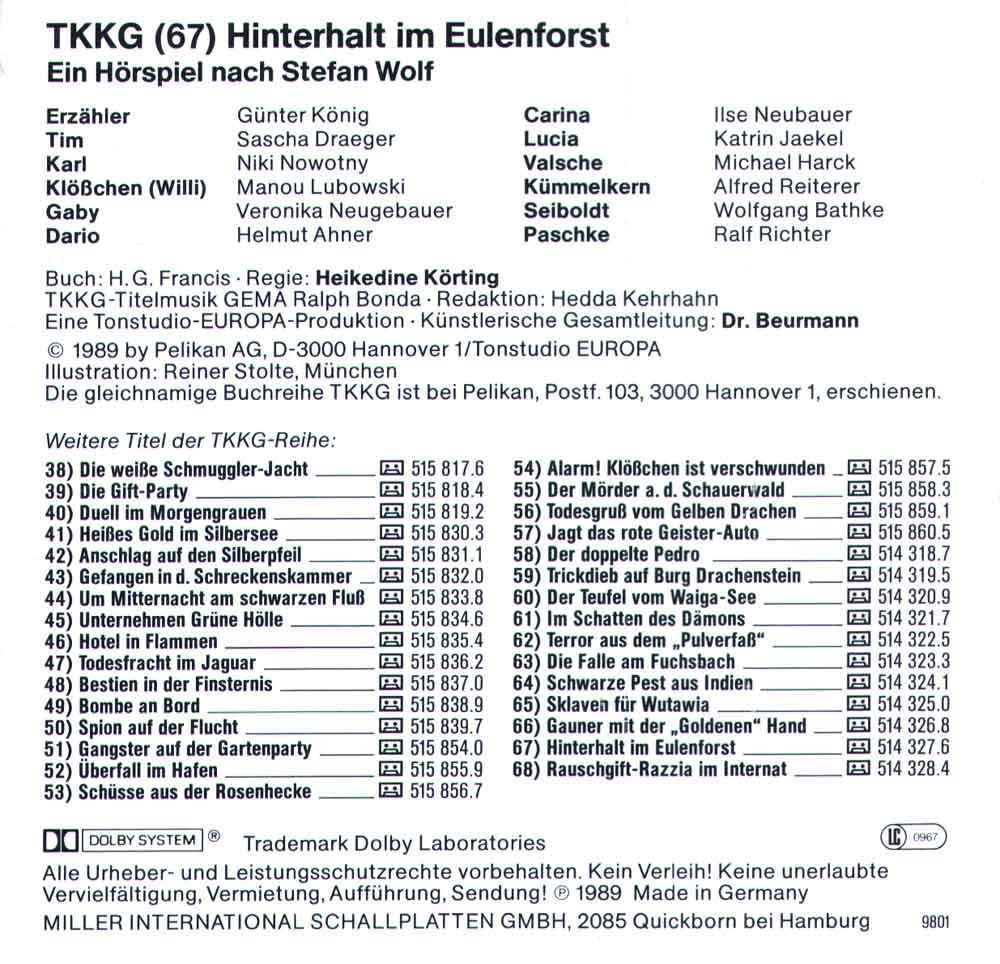 TKKG (67) Hinterhalt im Eulenforst
Ein Hörspiel nach Stefan Wolf
Erzähler Günter König
Tim Sascha Draeger
Karl Niki Nowotny
Klößchen (Willi) Manou Lubowski
Gaby Veronika Neugebauer
Dario Helmut Ahner
Carina Ilse Neubauer
Lucia Katrin Jaekel
Valsche Michael Harck
Kümmelkern Alfred Reiterer
Seiboldt Wolfgang Bathke
Paschke Ralf Richter
Buch: H. G. Francis · Regie: Heikedine Körting
TKKG-Titelmusik GEMA Ralph Bonda · Redaktion: Hedda Kehrhahn
Eine Tonstudio-EUROPA-Produktion · Künstlerische Gesamtleitung: Dr. Beurmann
© 1989 by Pelikan AG, D-3000 Hannover 1/Tonstudio EUROPA
Illustration: Reiner Stolte, München
Die gleichnamige Buchreihe TKKG ist bei Pelikan, Postf. 103, 3000 Hannover 1, erschienen.
Weitere Titel der TKKG-Reihe:
38) Die weiße Schmuggler-Jacht 515 817.6
39) Die Gift-Party 515 818.4
40) Duell im Morgengrauen 515 819.2
41) Heißes Gold im Silbersee 515 830.3
42) Anschlag auf den Silberpfeil 515 831.1
43) Gefangen in d. Schreckenskammer 515 832.0
44) Um Mitternacht am schwarzen Fluß 515 833.8
45) Unternehmen Grüne Hölle 515 834.6
46) Hotel in Flammen 515 835.4
47) Todesfracht im Jaguar 515 836.2
48) Bestien in der Finsternis 515 837.0
49) Bombe an Bord 515 838.9
50) Spion auf der Flucht 515 839.7
51) Gangster auf der Gartenparty 515 854.0
52) Überfall im Hafen 515 855.9
53) Schüsse aus der Rosenhecke 515 856.7
54) Alarm! Klößchen ist verschwunden 515 857.5
55) Der Mörder a. d. Schauerwald 515 858.3
56) Todesgruß vom Gelben Drachen 515 859.1
57) Jagt das rote Geister-Auto 515 860.5
58) Der doppelte Pedro 514 318.7
59) Trickdieb auf Burg Drachenstein 514 319.5
60) Der Teufel vom Waiga-See 514 320.9
61) Im Schatten des Dämons 514 321.7
62) Terror aus dem „Pulverfaß“ 514 322.5
63) Die Falle am Fuchsbach 514 323.3
64) Schwarze Pest aus Indien 514 324.1
65) Sklaven für Wutawia 514 325.0
66) Gauner mit der „Goldenen“ Hand 514 326.8
67) Hinterhalt im Eulenforst 514 327.6
68) Rauschgift-Razzia im Internat 514 328.4
DOLBY SYSTEM ® Trademark Dolby Laboratories
LC 0967
Alle Urheber- und Leistungsschutzrechte vorbehalten. Kein Verleih! Keine unerlaubte
Vervielfältigung, Vermietung, Aufführung, Sendung! ℗ 1989 Made in Germany
MILLER INTERNATIONAL SCHALLPLATTEN GMBH, 2085 Quickborn bei Hamburg 9801